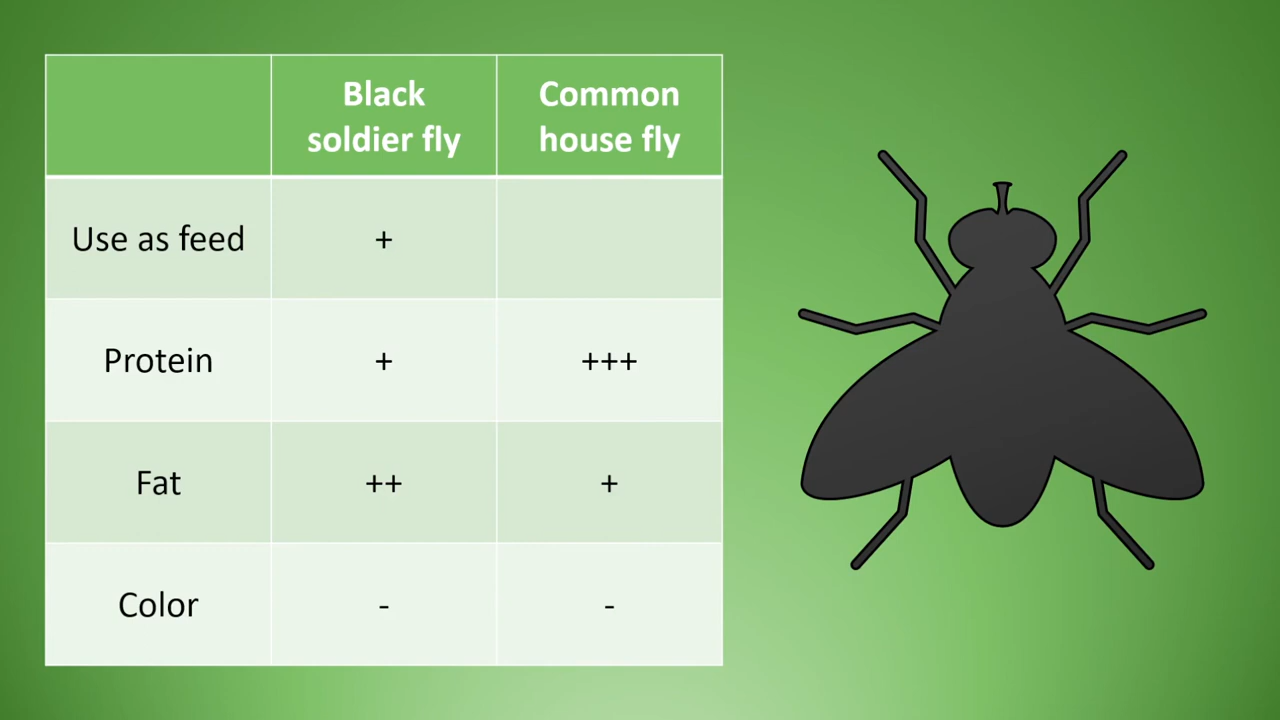 Black
soldier fly
Common
house fly
Use as feed
+
Protein
+
+++
Fat
++
+
Color
-
-